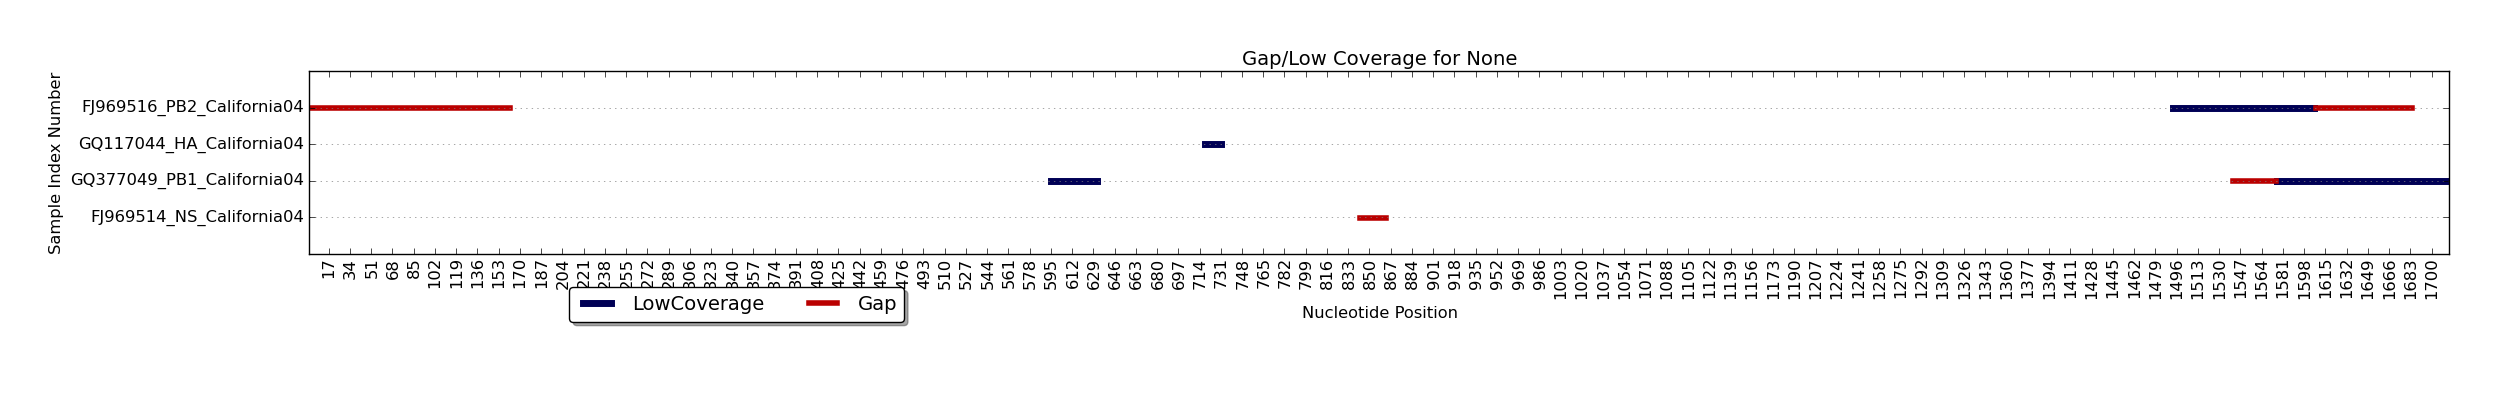 Gap/Low Coverage for None
Sample Index Number
FJ969516_PB2_California04
GQ117044_HA_California04
GQ377049_PB1_California04
FJ969514_NS_California04
17 34 51 68 85 102 119 136 153 170 187 204 221 238 255 272 289 306 323 340 357 374 391 408 425 442 459 476 493 510 527 544 561 578 595 612 629 646 663 680 697 714 731 748 765 782 799 816 833 850 867 884 901 918 935 952 969 986 1003 1020 1037 1054 1071 1088 1105 1122 1139 1156 1173 1190 1207 1224 1241 1258 1275 1292 1309 1326 1343 1360 1377 1394 1411 1428 1445 1462 1479 1496 1513 1530 1547 1564 1581 1598 1615 1632 1649 1666 1683 1700
LowCoverage Gap
Nucleotide Position